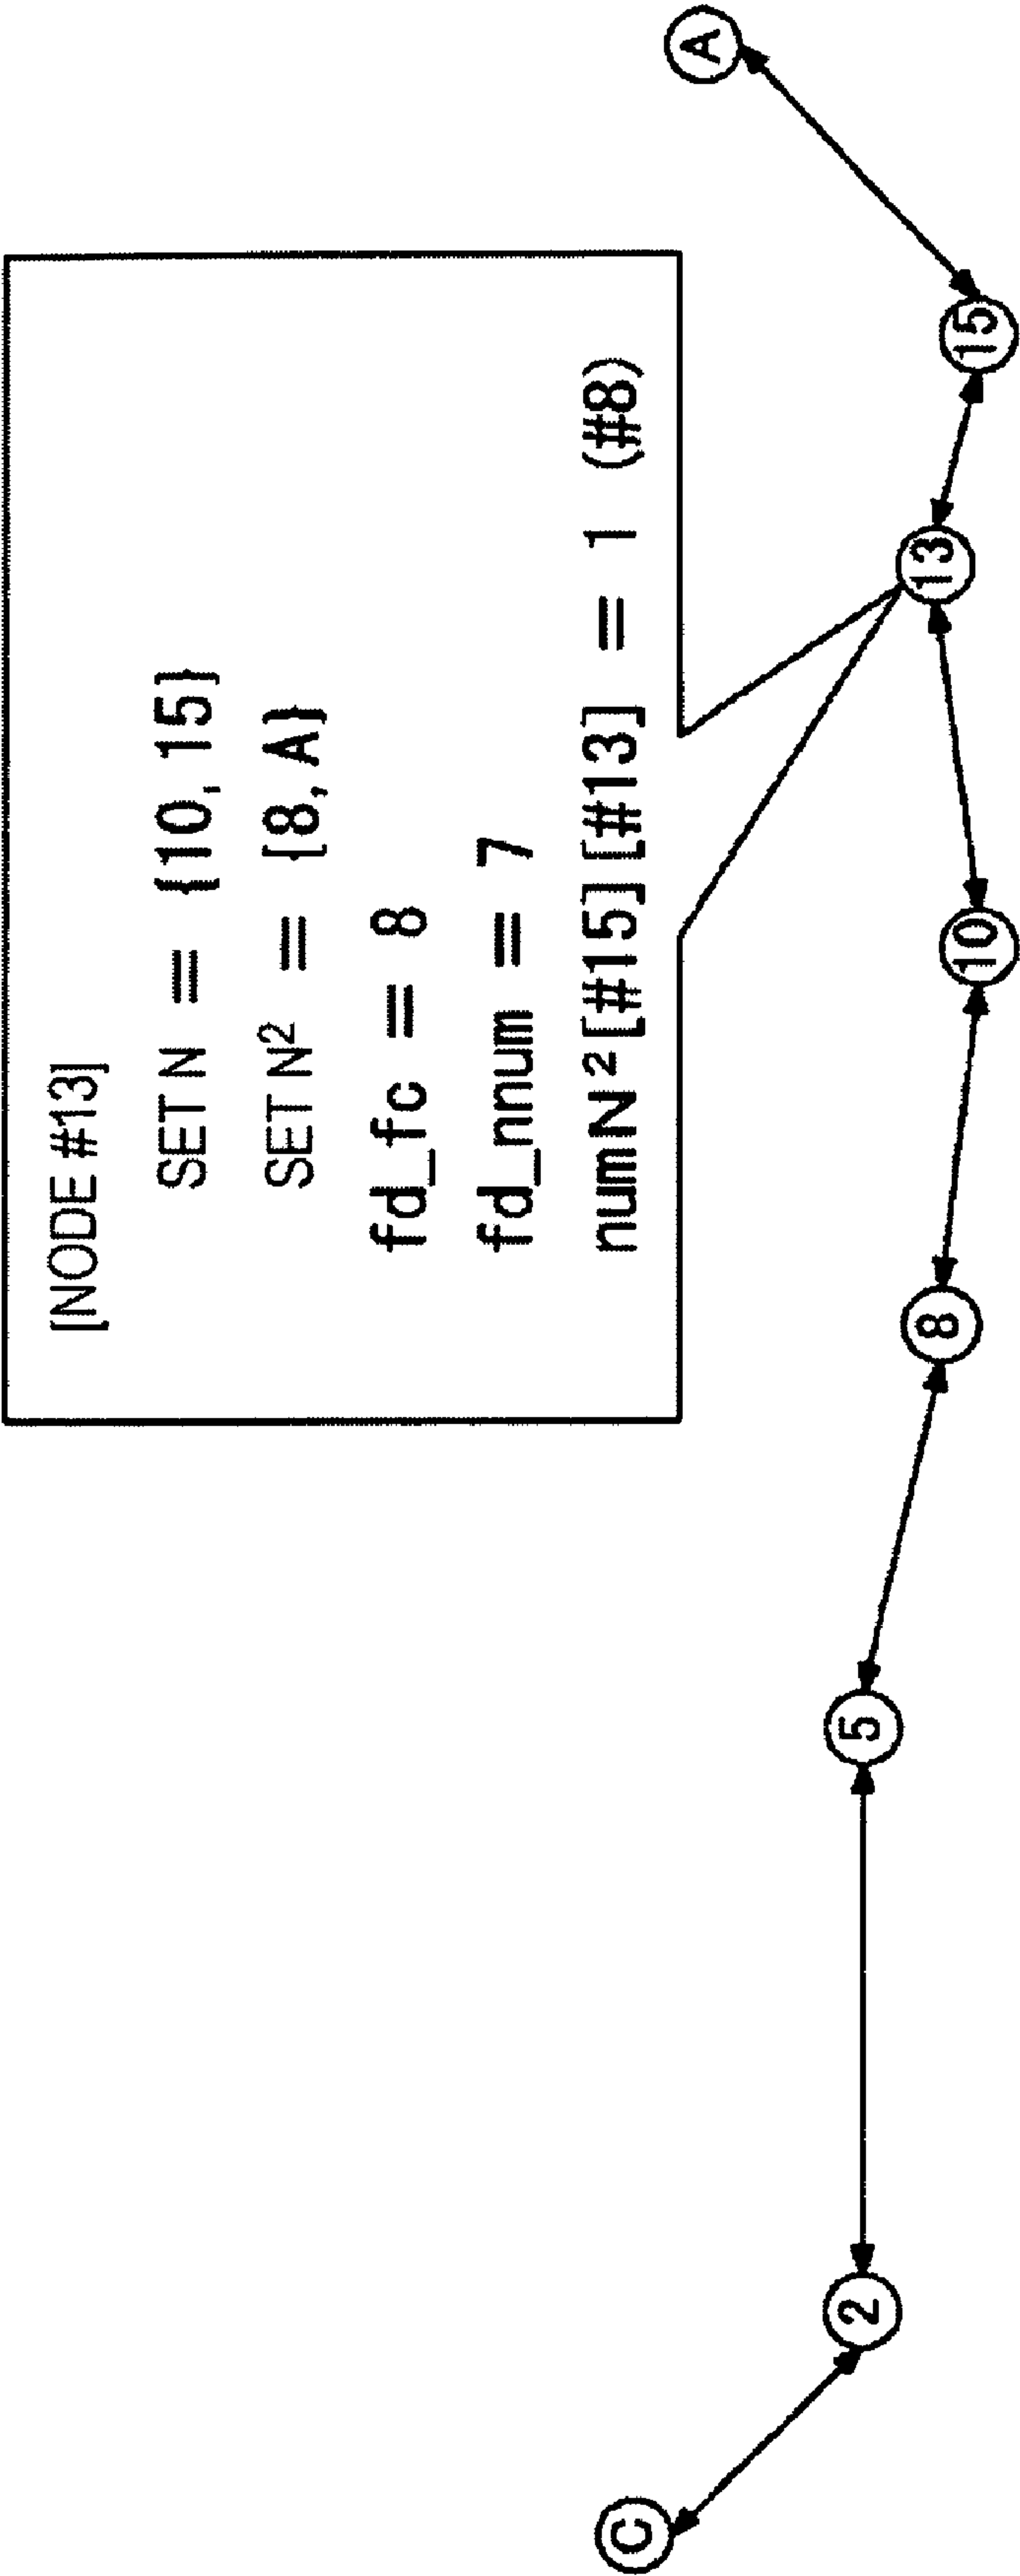 [NODE #13]
SET N = {10, 15}
SET N² = {8, A}
fd_fc = 8
fd_nnum = 7
numN²[#15][#13] = 1 (#8)
C
2
5
8
10
13
15
A